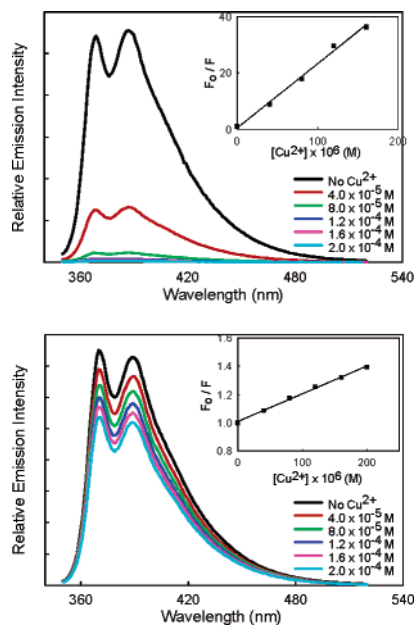 Relative Emission Intensity
Fo / F
40
20
0
0
100
200
[Cu2+] x 10^6 (M)
No Cu2+
4.0 x 10^-5 M
8.0 x 10^-5 M
1.2 x 10^-4 M
1.6 x 10^-4 M
2.0 x 10^-4 M
360
420
480
540
Wavelength (nm)
Relative Emission Intensity
Fo / F
1.6
1.4
1.2
1.0
0.8
0
100
200
[Cu2+] x 10^6 (M)
No Cu2+
4.0 x 10^-5 M
8.0 x 10^-5 M
1.2 x 10^-4 M
1.6 x 10^-4 M
2.0 x 10^-4 M
360
420
480
540
Wavelength (nm)